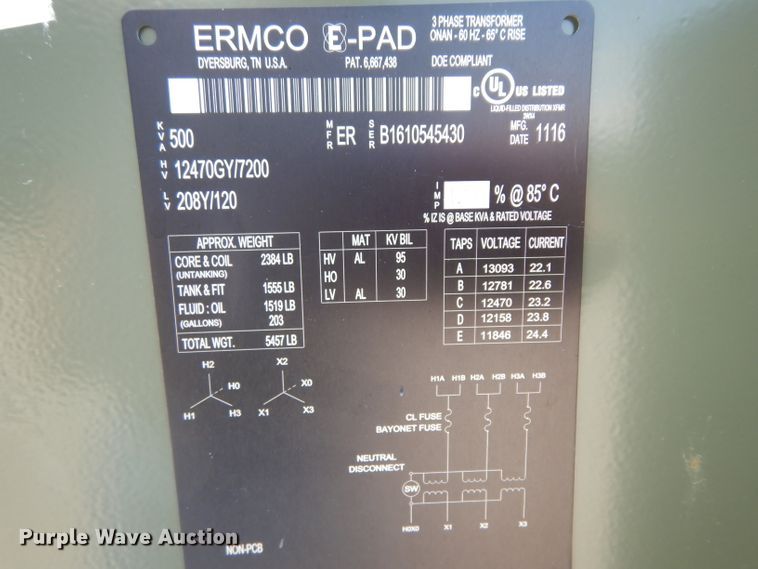 ERMCO E-PAD
3 PHASE TRANSFORMER
ONAN - 60 HZ - 65° C RISE
DYERSBURG, TN U.S.A.
PAT. 6,667,438
DOE COMPLIANT
C UL US LISTED
LIQUID-FILLED DISTRIBUTION XFMR
KVA 500
MFR ER
SER B1610545430
MFG. DATE 1116
HV 12470GY/7200
LV 208Y/120
IMP % @ 85° C
% IZ IS @ BASE KVA & RATED VOLTAGE
APPROX. WEIGHT
CORE & COIL 2384 LB
(UNTANKING)
TANK & FIT 1555 LB
FLUID : OIL 1519 LB
(GALLONS) 203
TOTAL WGT. 5457 LB
MAT KV BIL
HV AL 95
HO 30
LV AL 30
TAPS VOLTAGE CURRENT
A 13093 22.1
B 12781 22.6
C 12470 23.2
D 12158 23.8
E 11846 24.4
H2
H0
H1 H3
X2
X0
X1 X3
H1A H1B H2A H2B H3A H3B
CL FUSE
BAYONET FUSE
NEUTRAL
DISCONNECT
SW
H0X0 X1 X2 X3
NON-PCB
Purple Wave Auction